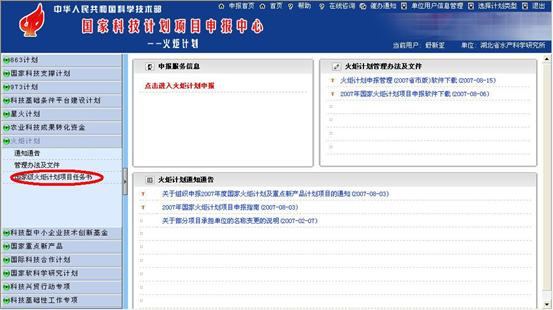 中华人民共和国科学技术部
申报首页 首页 帮助 在线咨询 催办通知 单位用户信息管理 选择计划类型 退出
国家科技计划项目申报中心
--火炬计划
当前用户：舒新亚 单位：湖北省水产科学研究所
863计划
国家科技支撑计划
973计划
科技基础条件平台建设计划
星火计划
农业科技成果转化资金
火炬计划
通知通告
管理办法及文件
国家级火炬计划项目任务书
科技型中小企业技术创新基金
国家重点新产品
国际科技合作计划
国家软科学研究计划
科技兴贸行动专项
科技基础性工作专项
申报服务信息
点击进入火炬计划申报
火炬计划管理办法及文件
火炬计划申报管理(2007省市版)软件下载(2007-08-15)
2007年国家火炬计划项目申报软件下载(2007-08-06)
火炬计划通知通告
关于组织申报2007年度国家火炬计划及重点新产品计划项目的通知(2007-08-03)
2007年国家火炬计划项目申报指南(2007-08-03)
关于部分项目承担单位的名称变更的说明(2007-02-07)